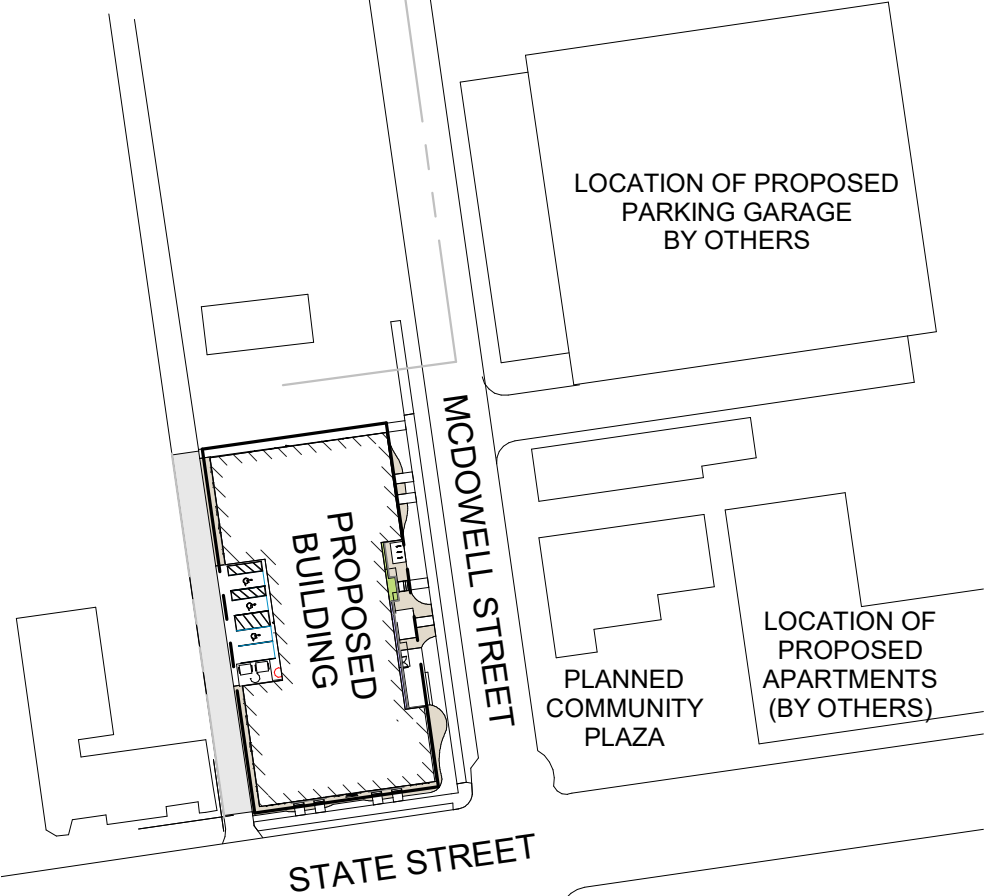 LOCATION OF PROPOSED
PARKING GARAGE
BY OTHERS
MCDOWELL STREET
PROPOSED
BUILDING
LOCATION OF
PROPOSED
APARTMENTS
(BY OTHERS)
PLANNED
COMMUNITY
PLAZA
STATE STREET